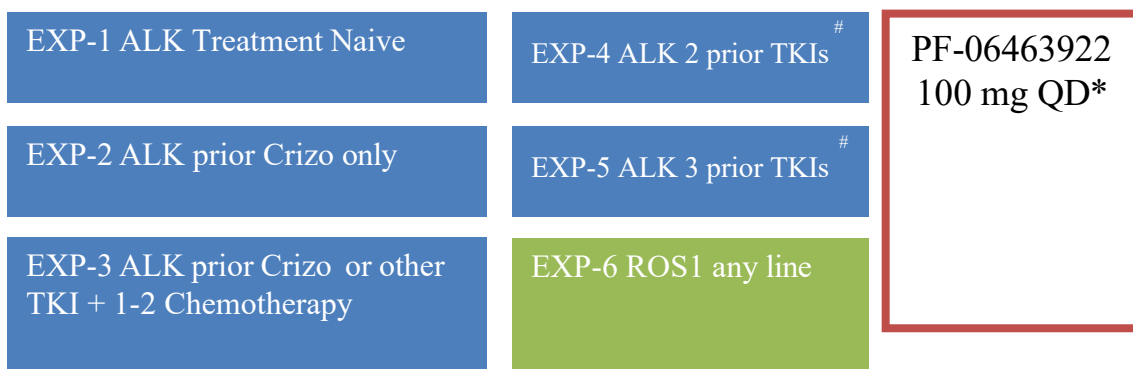 EXP-1 ALK Treatment Naive
EXP-2 ALK prior Crizo only
EXP-3 ALK prior Crizo or other
TKI + 1-2 Chemotherapy
EXP-4 ALK 2 prior TKIs #
EXP-5 ALK 3 prior TKIs #
EXP-6 ROS1 any line
PF-06463922
100 mg QD*